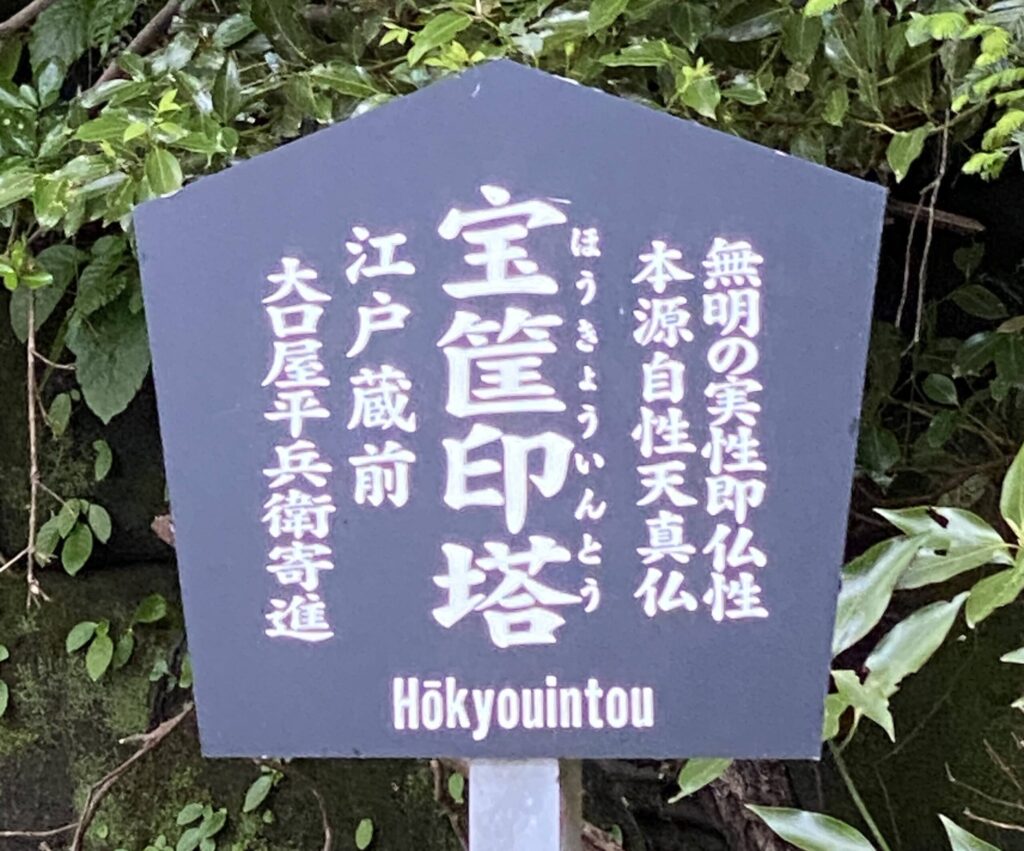 無明の実性即仏性
本源自性天真仏
ほうきょういんとう
宝筐印塔
江戸蔵前
大口屋平兵衛寄進
Hōkyouintou